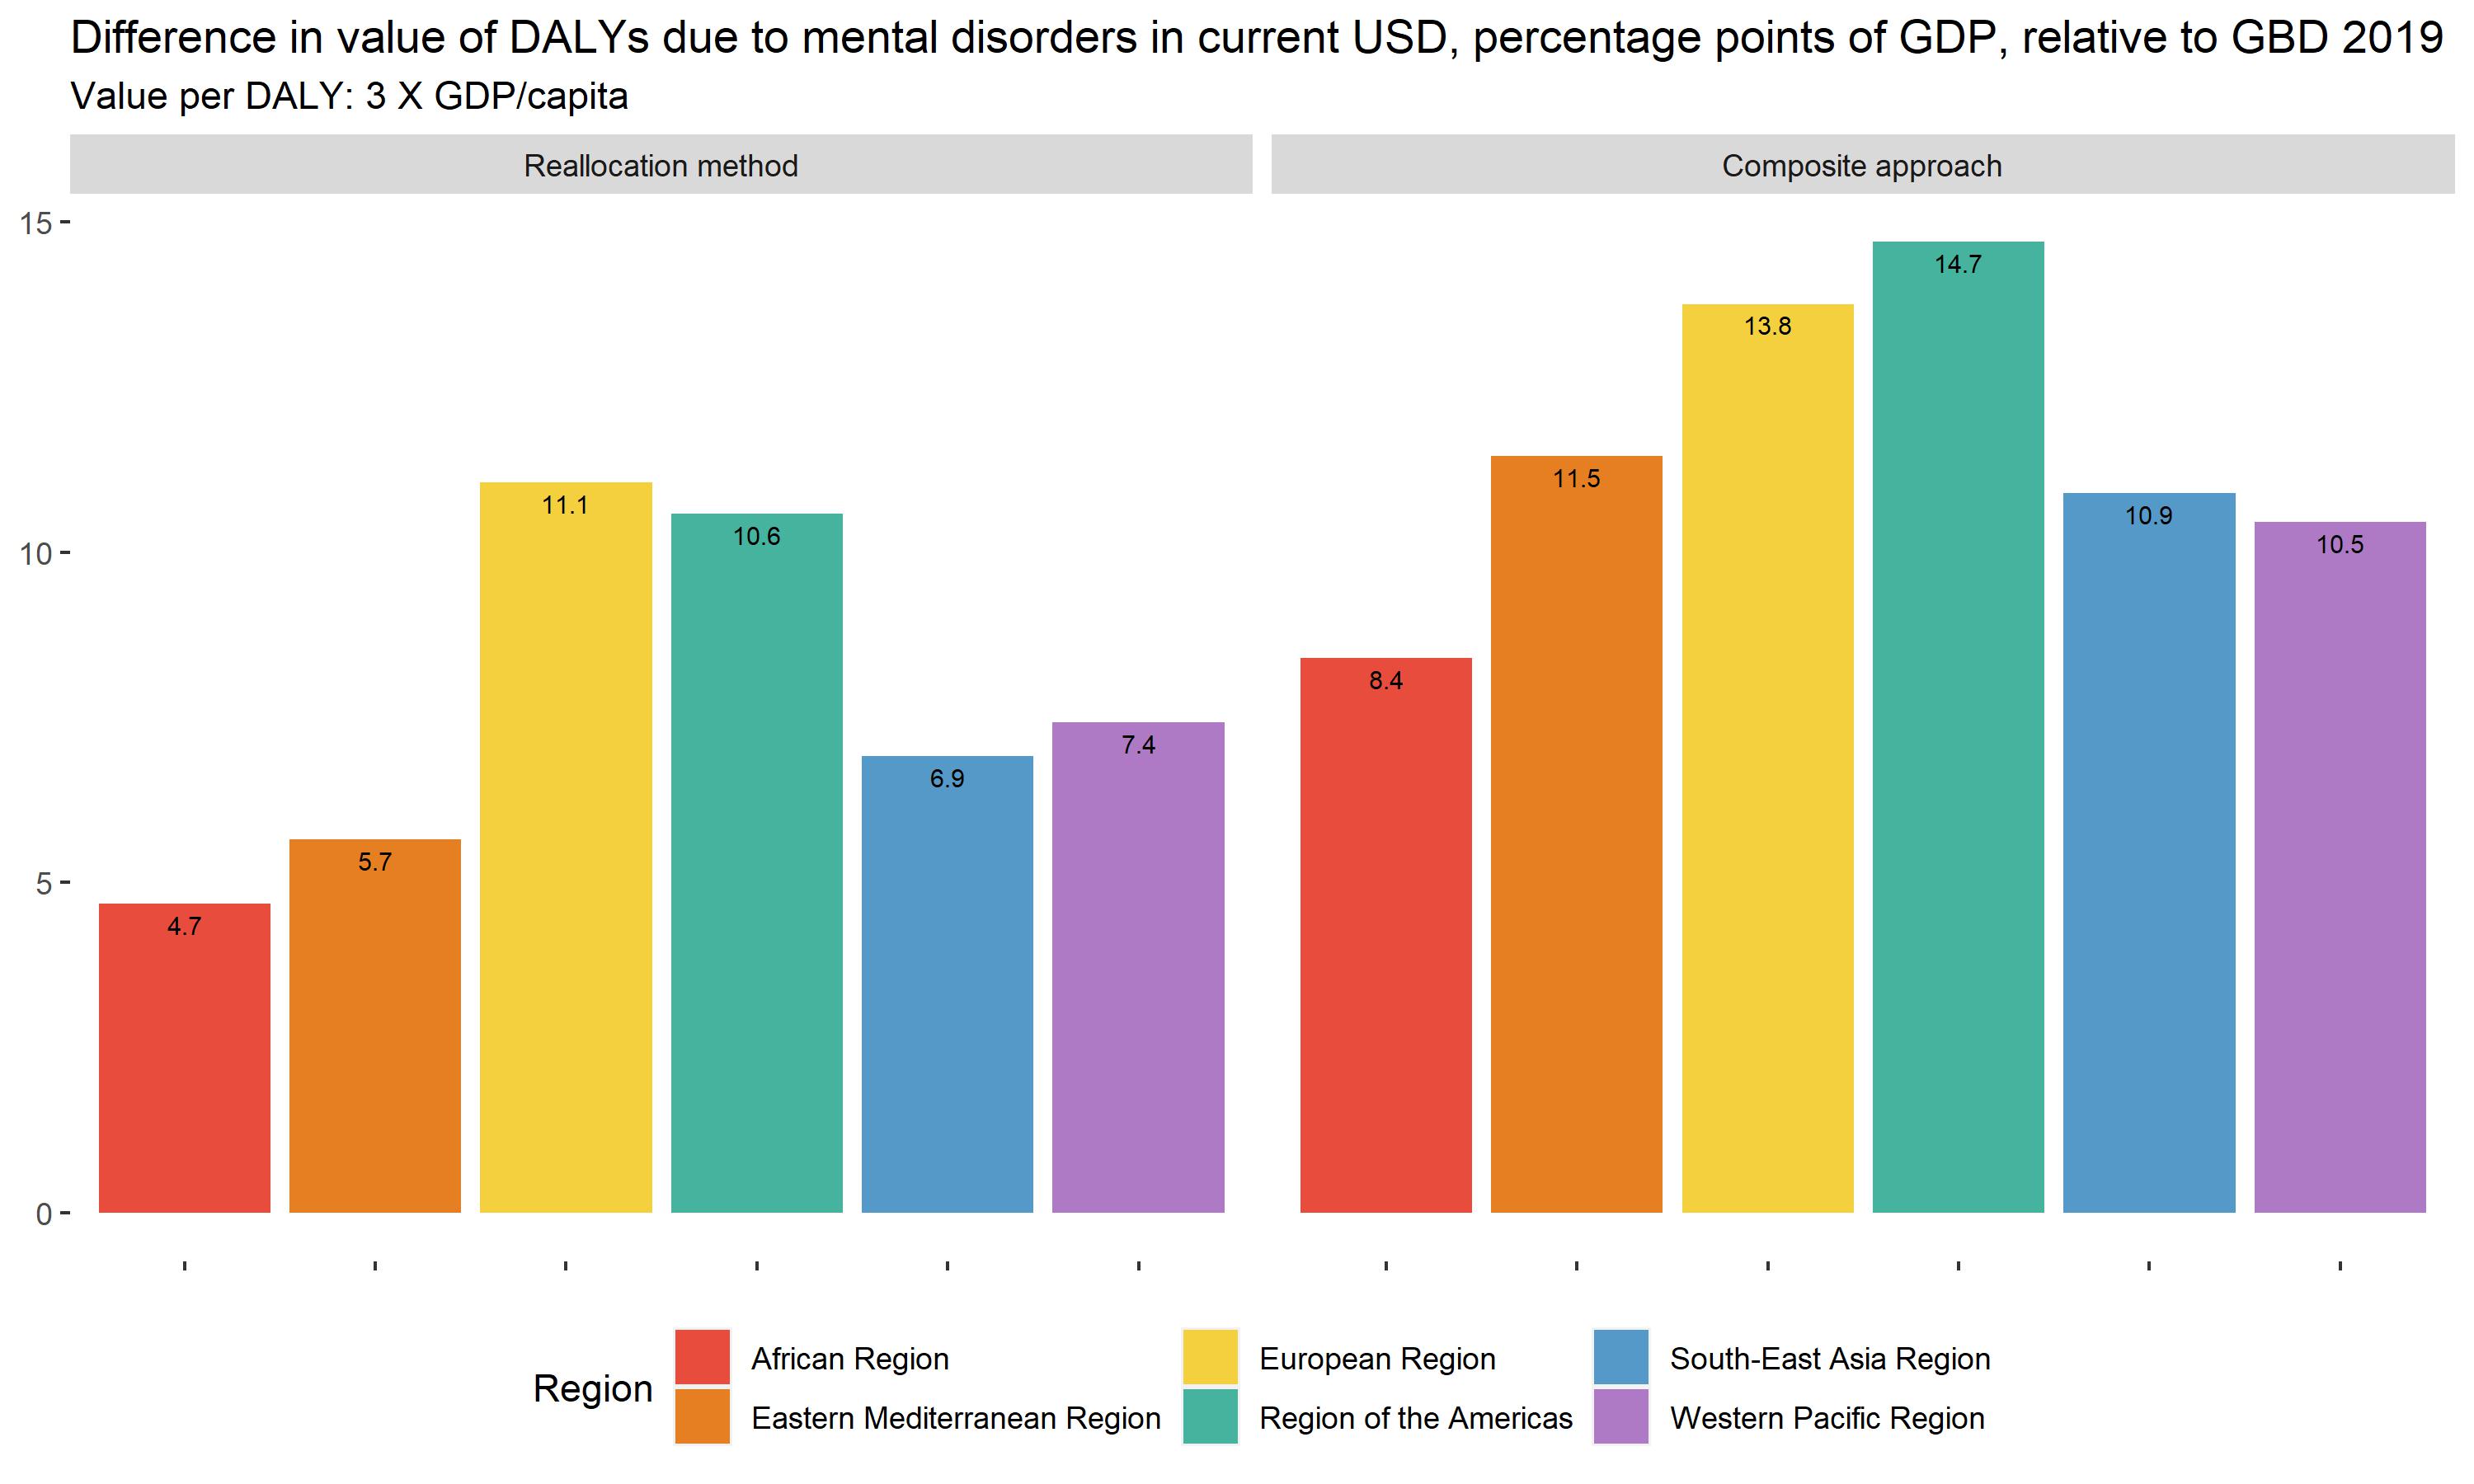 Difference in value of DALYs due to mental disorders in current USD, percentage points of GDP, relative to GBD 2019
Value per DALY: 3 X GDP/capita
Reallocation method
Composite approach
15
10
5
0
4.7
5.7
11.1
10.6
6.9
7.4
8.4
11.5
13.8
14.7
10.9
10.5
Region
African Region
Eastern Mediterranean Region
European Region
Region of the Americas
South-East Asia Region
Western Pacific Region